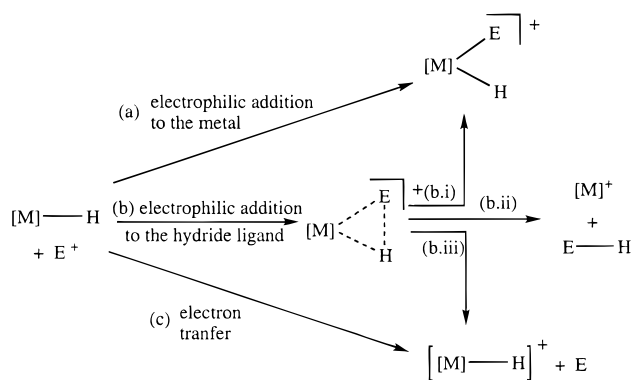 E
+
[M]
H
(a) electrophilic addition
to the metal
[M] — H
+ E+
(b) electrophilic addition
to the hydride ligand
E
[M]
H
+(b.i)
(b.ii)
(b.iii)
[M]+
+
E — H
(c) electron
tranfer
[[M] — H]+ + E